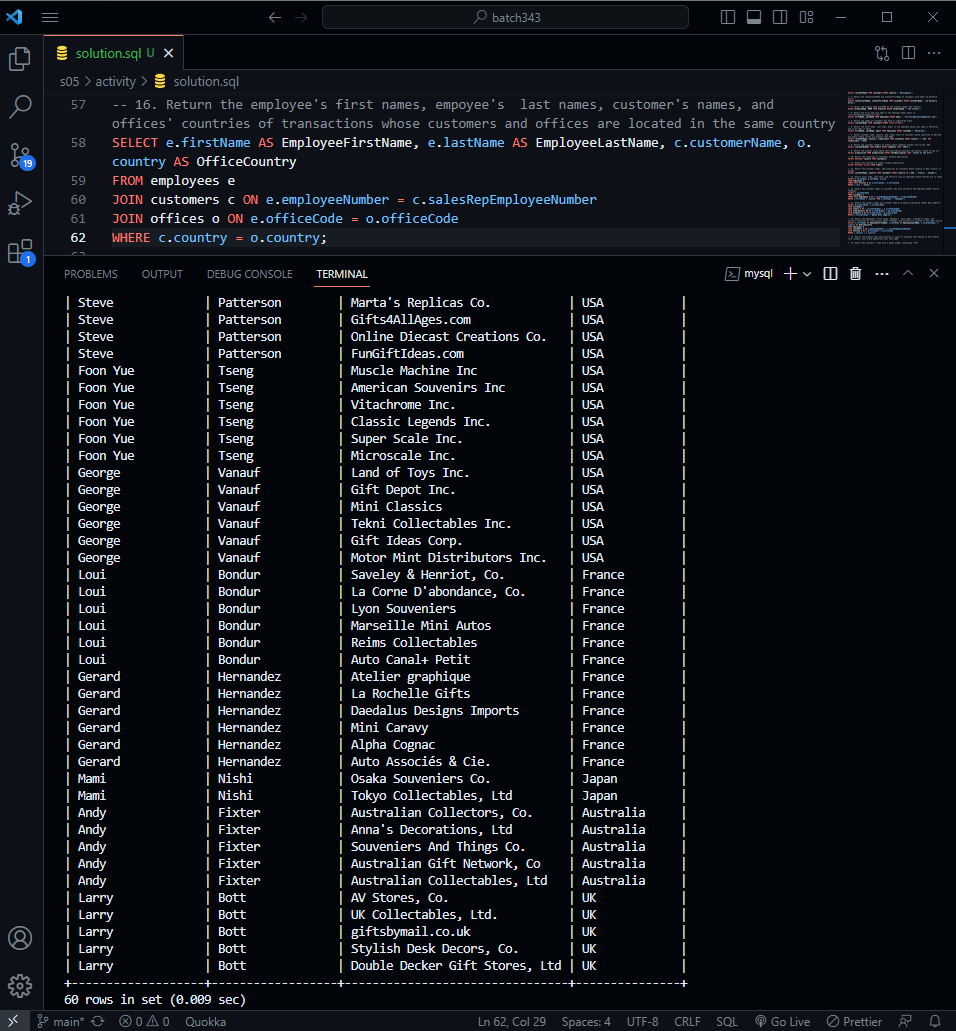 batch343
solution.sql U
s05 > activity > solution.sql
57 -- 16. Return the employee's first names, empoyee's  last names, customer's names, and
offices' countries of transactions whose customers and offices are located in the same country
58 SELECT e.firstName AS EmployeeFirstName, e.lastName AS EmployeeLastName, c.customerName, o.
country AS OfficeCountry
59 FROM employees e
60 JOIN customers c ON e.employeeNumber = c.salesRepEmployeeNumber
61 JOIN offices o ON e.officeCode = o.officeCode
62 WHERE c.country = o.country;
19
1
PROBLEMS OUTPUT DEBUG CONSOLE TERMINAL mysql
| Steve | Patterson | Marta's Replicas Co. | USA |
| Steve | Patterson | Gifts4AllAges.com | USA |
| Steve | Patterson | Online Diecast Creations Co. | USA |
| Steve | Patterson | FunGiftIdeas.com | USA |
| Foon Yue | Tseng | Muscle Machine Inc | USA |
| Foon Yue | Tseng | American Souvenirs Inc | USA |
| Foon Yue | Tseng | Vitachrome Inc. | USA |
| Foon Yue | Tseng | Classic Legends Inc. | USA |
| Foon Yue | Tseng | Super Scale Inc. | USA |
| Foon Yue | Tseng | Microscale Inc. | USA |
| George | Vanauf | Land of Toys Inc. | USA |
| George | Vanauf | Gift Depot Inc. | USA |
| George | Vanauf | Mini Classics | USA |
| George | Vanauf | Tekni Collectables Inc. | USA |
| George | Vanauf | Gift Ideas Corp. | USA |
| George | Vanauf | Motor Mint Distributors Inc. | USA |
| Loui | Bondur | Saveley & Henriot, Co. | France |
| Loui | Bondur | La Corne D'abondance, Co. | France |
| Loui | Bondur | Lyon Souveniers | France |
| Loui | Bondur | Marseille Mini Autos | France |
| Loui | Bondur | Reims Collectables | France |
| Loui | Bondur | Auto Canal+ Petit | France |
| Gerard | Hernandez | Atelier graphique | France |
| Gerard | Hernandez | La Rochelle Gifts | France |
| Gerard | Hernandez | Daedalus Designs Imports | France |
| Gerard | Hernandez | Mini Caravy | France |
| Gerard | Hernandez | Alpha Cognac | France |
| Gerard | Hernandez | Auto Associés & Cie. | France |
| Mami | Nishi | Osaka Souveniers Co. | Japan |
| Mami | Nishi | Tokyo Collectables, Ltd | Japan |
| Andy | Fixter | Australian Collectors, Co. | Australia |
| Andy | Fixter | Anna's Decorations, Ltd | Australia |
| Andy | Fixter | Souveniers And Things Co. | Australia |
| Andy | Fixter | Australian Gift Network, Co | Australia |
| Andy | Fixter | Australian Collectables, Ltd | Australia |
| Larry | Bott | AV Stores, Co. | UK |
| Larry | Bott | UK Collectables, Ltd. | UK |
| Larry | Bott | giftsbymail.co.uk | UK |
| Larry | Bott | Stylish Desk Decors, Co. | UK |
| Larry | Bott | Double Decker Gift Stores, Ltd | UK |
60 rows in set (0.009 sec)
main* 0 0 Quokka Ln 62, Col 29 Spaces: 4 UTF-8 CRLF SQL Go Live Prettier